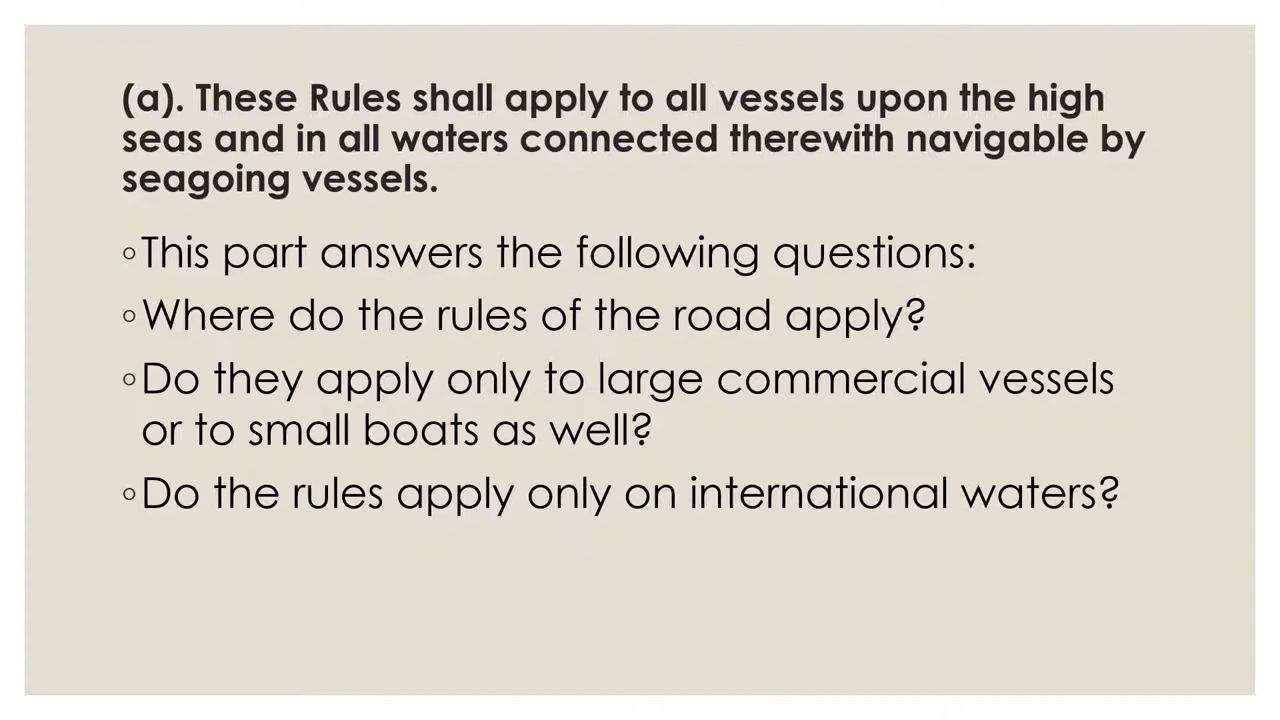 (a). These Rules shall apply to all vessels upon the high
seas and in all waters connected therewith navigable by
seagoing vessels.
◦This part answers the following questions:
◦Where do the rules of the road apply?
◦Do they apply only to large commercial vessels
or to small boats as well?
◦Do the rules apply only on international waters?